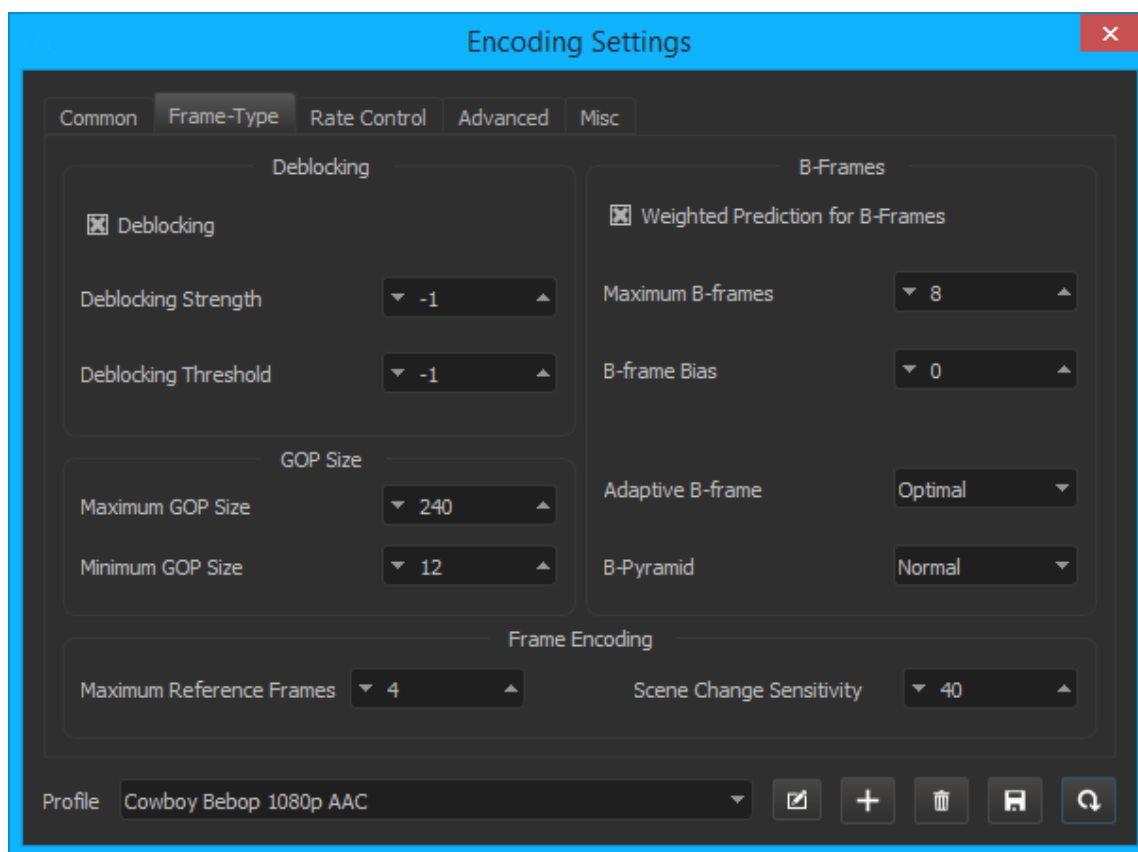 Encoding Settings
Common Frame-Type Rate Control Advanced Misc
Deblocking
Deblocking
Deblocking Strength -1
Deblocking Threshold -1
GOP Size
Maximum GOP Size 240
Minimum GOP Size 12
B-Frames
Weighted Prediction for B-Frames
Maximum B-frames 8
B-frame Bias 0
Adaptive B-frame Optimal
B-Pyramid Normal
Frame Encoding
Maximum Reference Frames 4 Scene Change Sensitivity 40
Profile Cowboy Bebop 1080p AAC